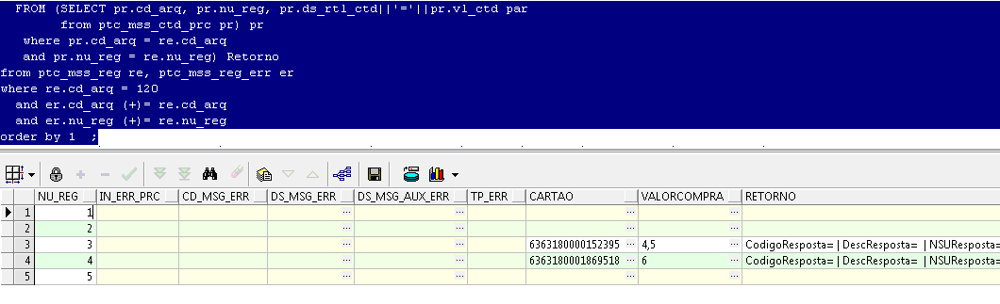 FROM (SELECT pr.cd_arq, pr.nu_reg, pr.ds_rtl_ctd||'='||pr.vl_ctd par
from ptc_mss_ctd_prc pr) pr
where pr.cd_arq = re.cd_arq
and pr.nu_reg = re.nu_reg) Retorno
from ptc_mss_reg re, ptc_mss_reg_err er
where re.cd_arq = 120
and er.cd_arq (+)= re.cd_arq
and er.nu_reg (+)= re.nu_reg
order by 1 ;
NU_REG IN_ERR_PRC CD_MSG_ERR DS_MSG_ERR DS_MSG_AUX_ERR TP_ERR CARTAO VALORCOMPRA RETORNO
1 1
2 2
3 3 6363180000152395 4,5 CodigoResposta= | DescResposta= | NSUResposta=
4 4 6363180001869518 6 CodigoResposta= | DescResposta= | NSUResposta=
5 5